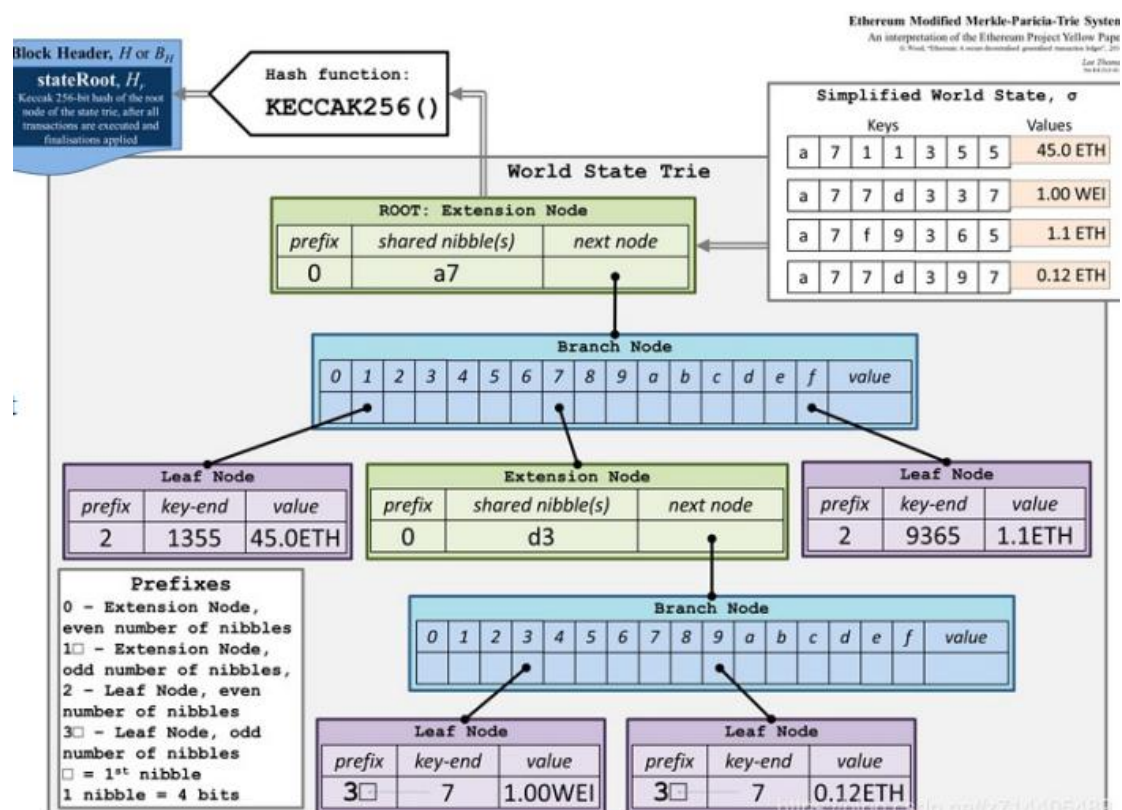 Ethereum Modified Merkle-Paricia-Trie System
An interpretation of the Ethereum Project Yellow Paper
G. Wood, "Ethereum: A secure decentralised generalised transaction ledger",
Lee Thomas
Block Header, H or B_H
stateRoot, H_r
Keccak 256-bit hash of the root
node of the state trie, after all
transactions are executed and
finalisations applied
Hash function:
KECCAK256()
Simplified World State, σ
Keys Values
a 7 1 1 3 5 5 45.0 ETH
a 7 7 d 3 3 7 1.00 WEI
a 7 f 9 3 6 5 1.1 ETH
a 7 7 d 3 9 7 0.12 ETH
World State Trie
ROOT: Extension Node
prefix shared nibble(s) next node
0 a7
Branch Node
0 1 2 3 4 5 6 7 8 9 a b c d e f value
t
Leaf Node
prefix key-end value
2 1355 45.0ETH
Extension Node
prefix shared nibble(s) next node
0 d3
Leaf Node
prefix key-end value
2 9365 1.1ETH
Prefixes
0 - Extension Node,
even number of nibbles
1□ - Extension Node,
odd number of nibbles,
2 - Leaf Node, even
number of nibbles
3□ - Leaf Node, odd
number of nibbles
□ = 1st nibble
1 nibble = 4 bits
Branch Node
0 1 2 3 4 5 6 7 8 9 a b c d e f value
Leaf Node
prefix key-end value
3□ 7 1.00WEI
Leaf Node
prefix key-end value
3□ 7 0.12ETH